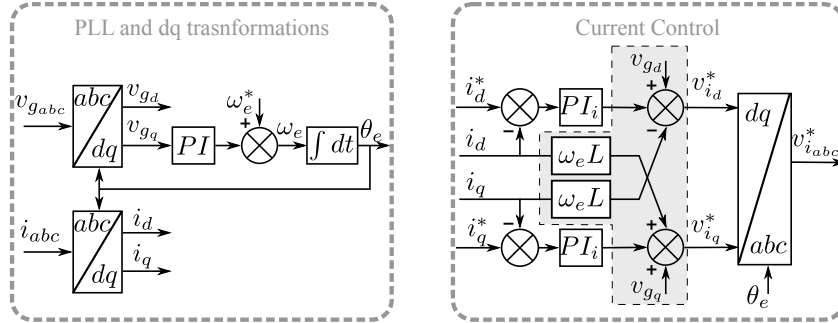 PLL and dq trasnformations
v_{g_{abc}}
abc
dq
v_{g_d}
v_{g_q}
PI
ω_e^*
+
ω_e
∫ dt
θ_e
i_{abc}
abc
dq
i_d
i_q
Current Control
i_d^*
PI_i
v_{g_d}
+
+
v_{i_d}^*
−
−
i_d
ω_e L
i_q
ω_e L
i_q^*
−
PI_i
+
+
+
v_{g_q}
v_{i_q}^*
dq
abc
v_{i_{abc}}^*
θ_e